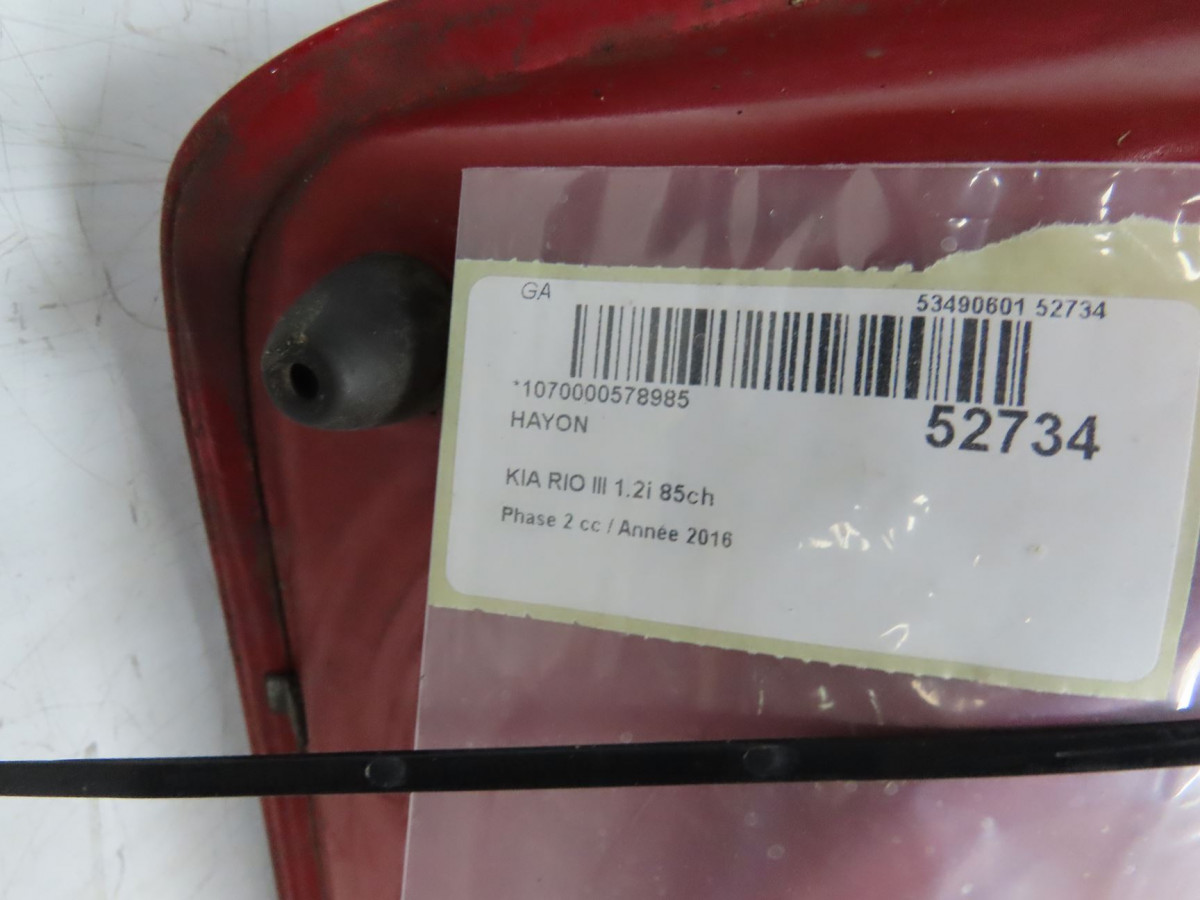 GA 53490601 52734
*1070000578985
52734
HAYON
KIA RIO III 1.2i 85ch
Phase 2 cc / Année 2016